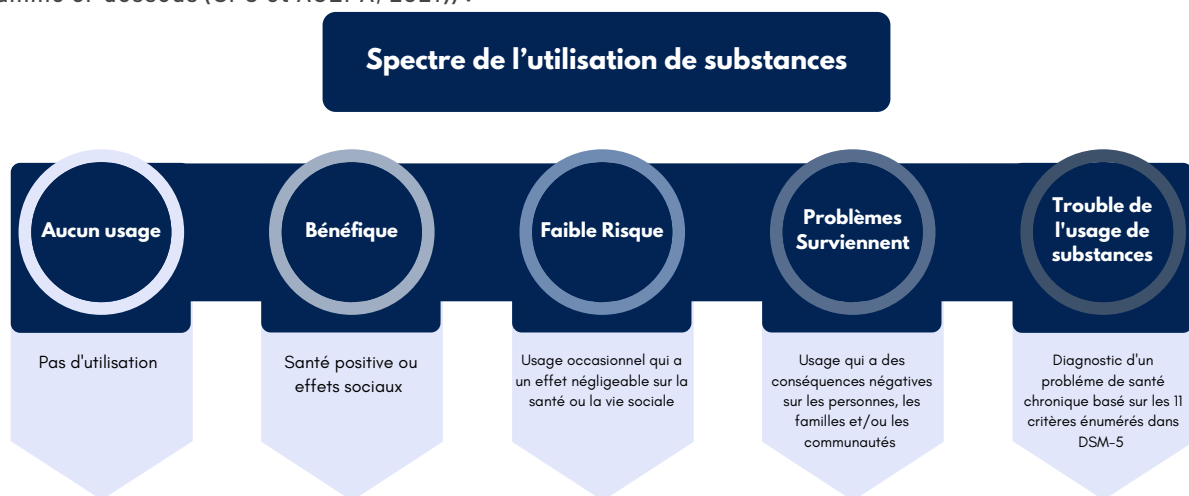 Spectre de l'utilisation de substances
Aucun usage
Pas d'utilisation
Bénéfique
Santé positive ou
effets sociaux
Faible Risque
Usage occasionnel qui a
un effet négligeable sur la
santé ou la vie sociale
Problèmes
Surviennent
Usage qui a des
conséquences négatives
sur les personnes, les
familles et/ou les
communautés
Trouble de
l'usage de
substances
Diagnostic d'un
probléme de santé
chronique basé sur les 11
critères énumérés dans
DSM-5